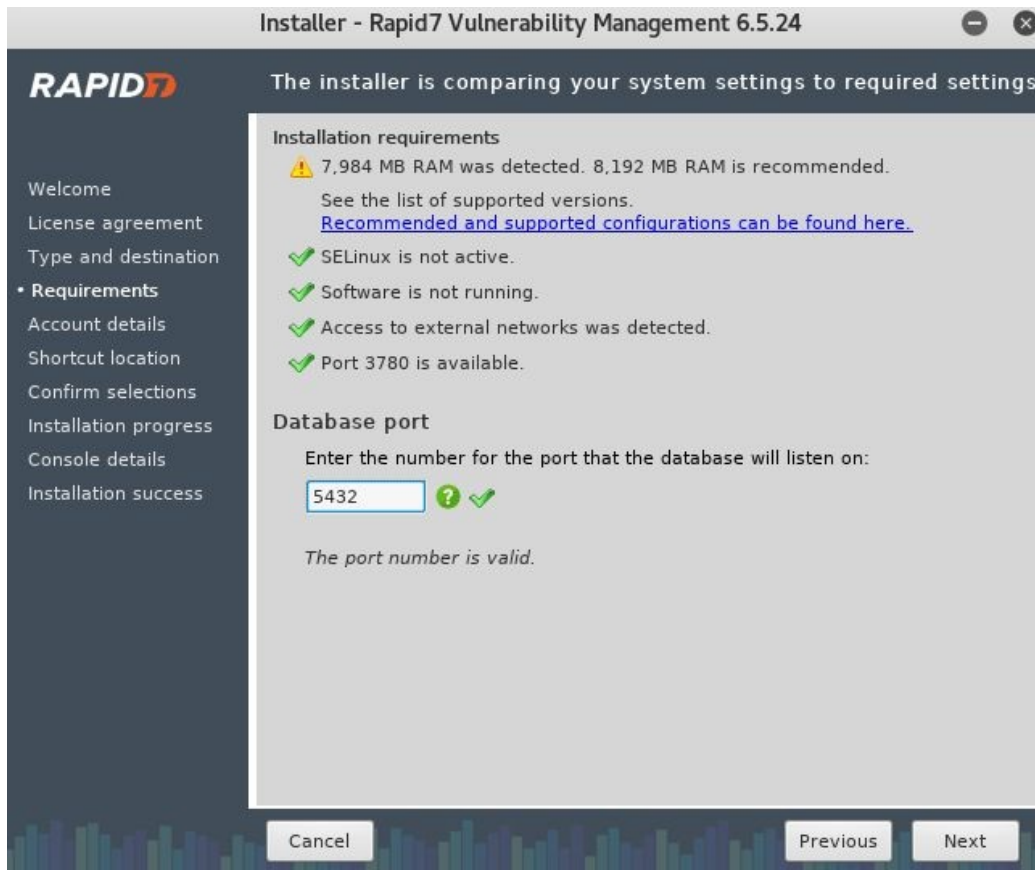 Installer - Rapid7 Vulnerability Management 6.5.24
RAPID7
The installer is comparing your system settings to required settings
Welcome
License agreement
Type and destination
• Requirements
Account details
Shortcut location
Confirm selections
Installation progress
Console details
Installation success
Installation requirements
7,984 MB RAM was detected. 8,192 MB RAM is recommended.
See the list of supported versions.
Recommended and supported configurations can be found here.
SELinux is not active.
Software is not running.
Access to external networks was detected.
Port 3780 is available.
Database port
Enter the number for the port that the database will listen on:
5432 ?
The port number is valid.
Cancel Previous Next